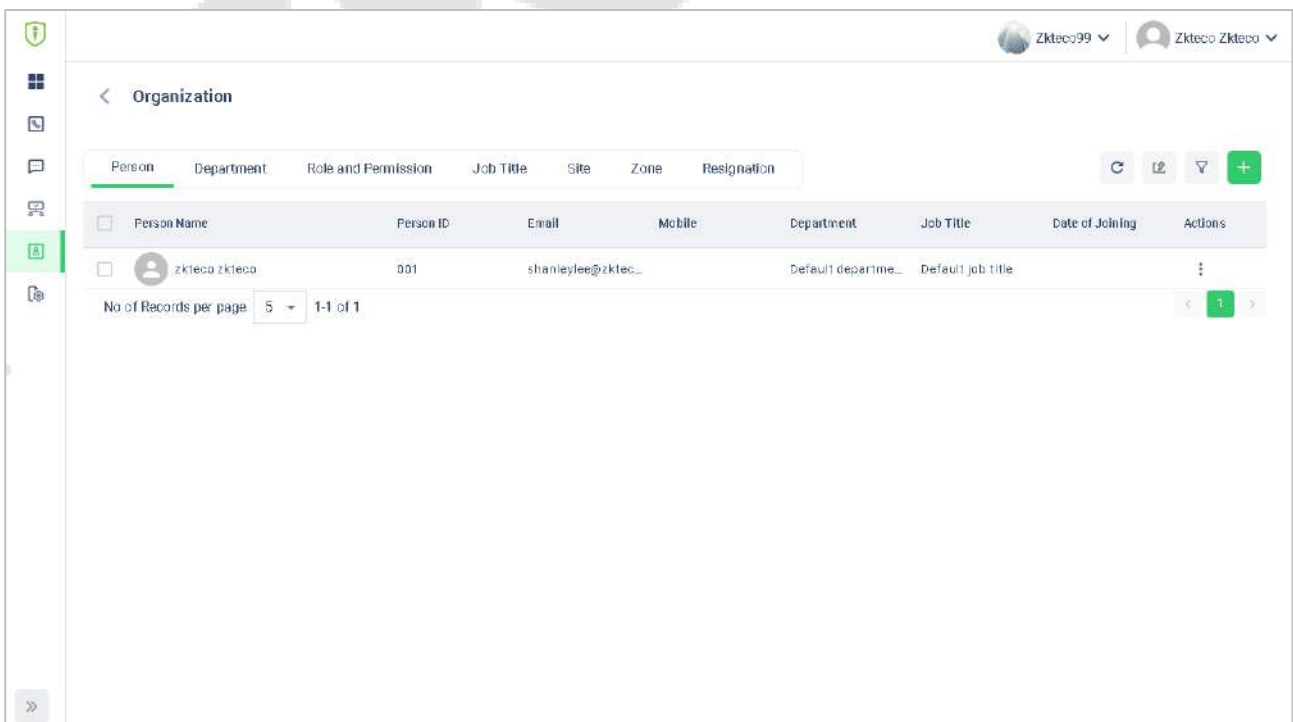 Zkteco99 Zkteco Zkteco
Organization
Person Department Role and Permission Job Title Site Zone Resignation
Person Name Person ID Email Mobile Department Job Title Date of Joining Actions
zkteco zkteco 001 shanleylee@zktec... Default departme... Default job title
No of Records per page 5 1-1 of 1 1